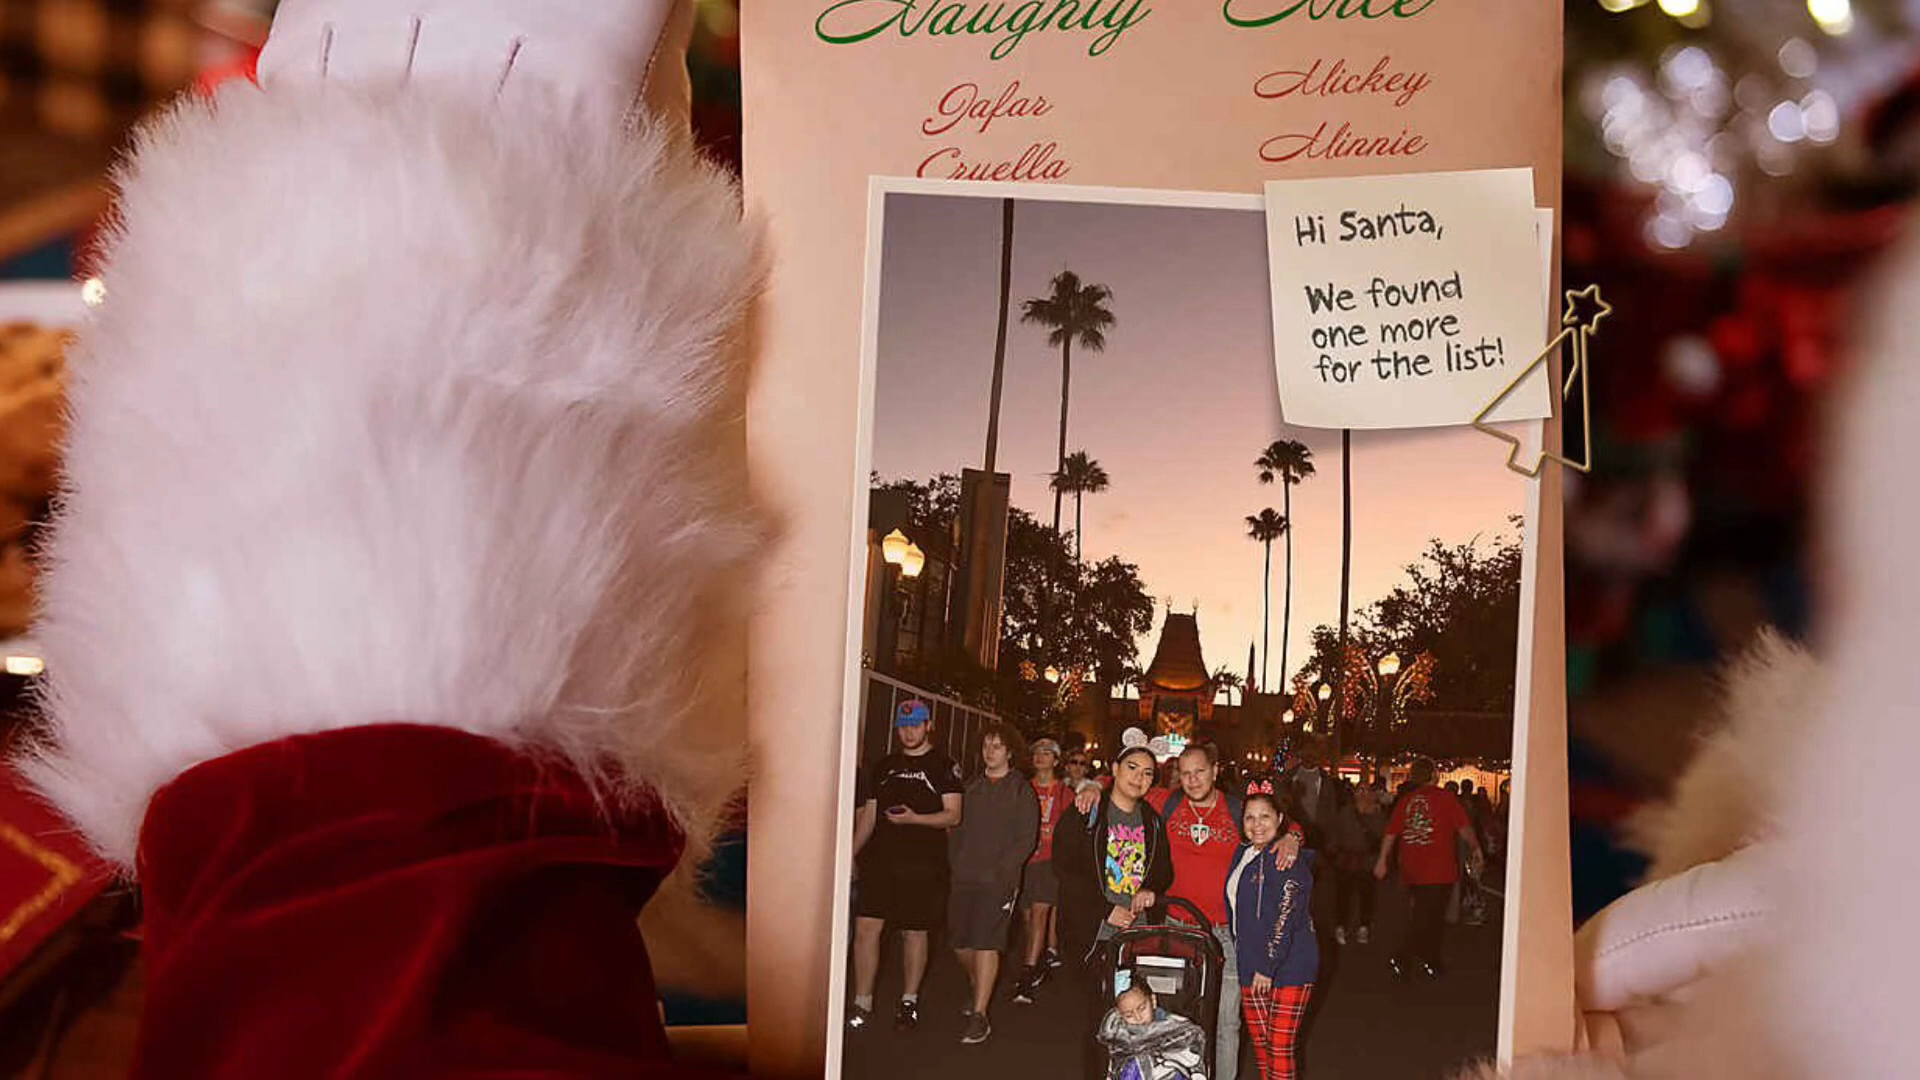 Naughty Nice
Jafar
Cruella
Mickey
Minnie
Hi Santa,
We found
one more
for the list!